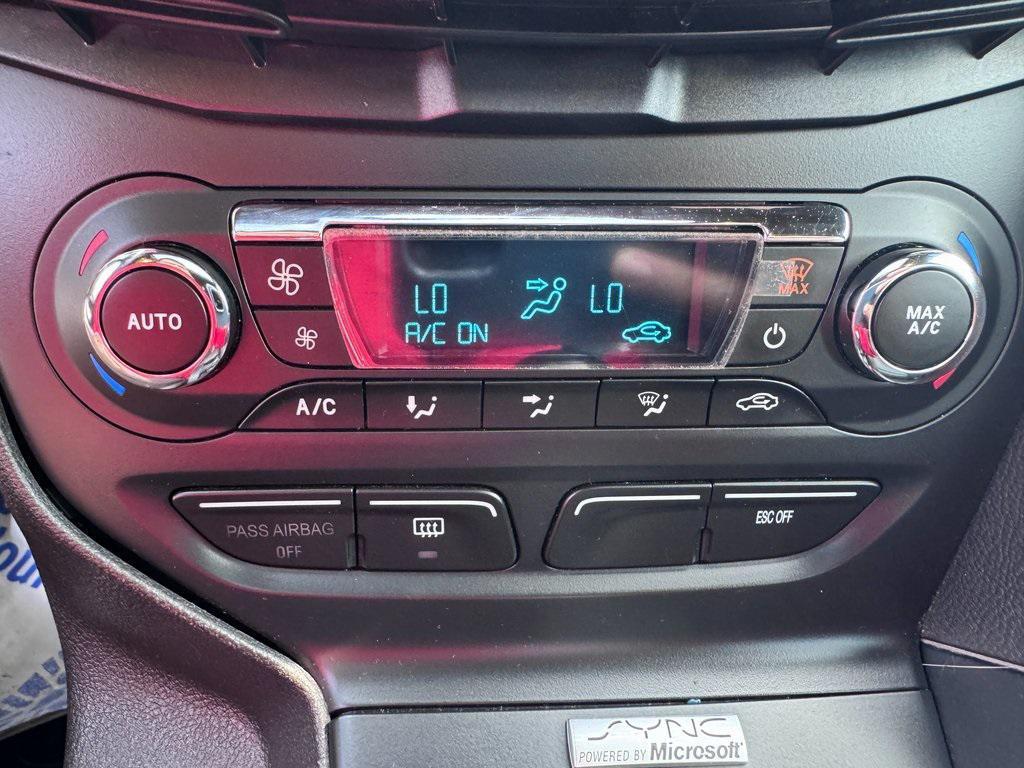 LO LO
A/C ON
MAX
AUTO
MAX
A/C
A/C
PASS AIRBAG
OFF
ESC OFF
SYNC
POWERED BY Microsoft